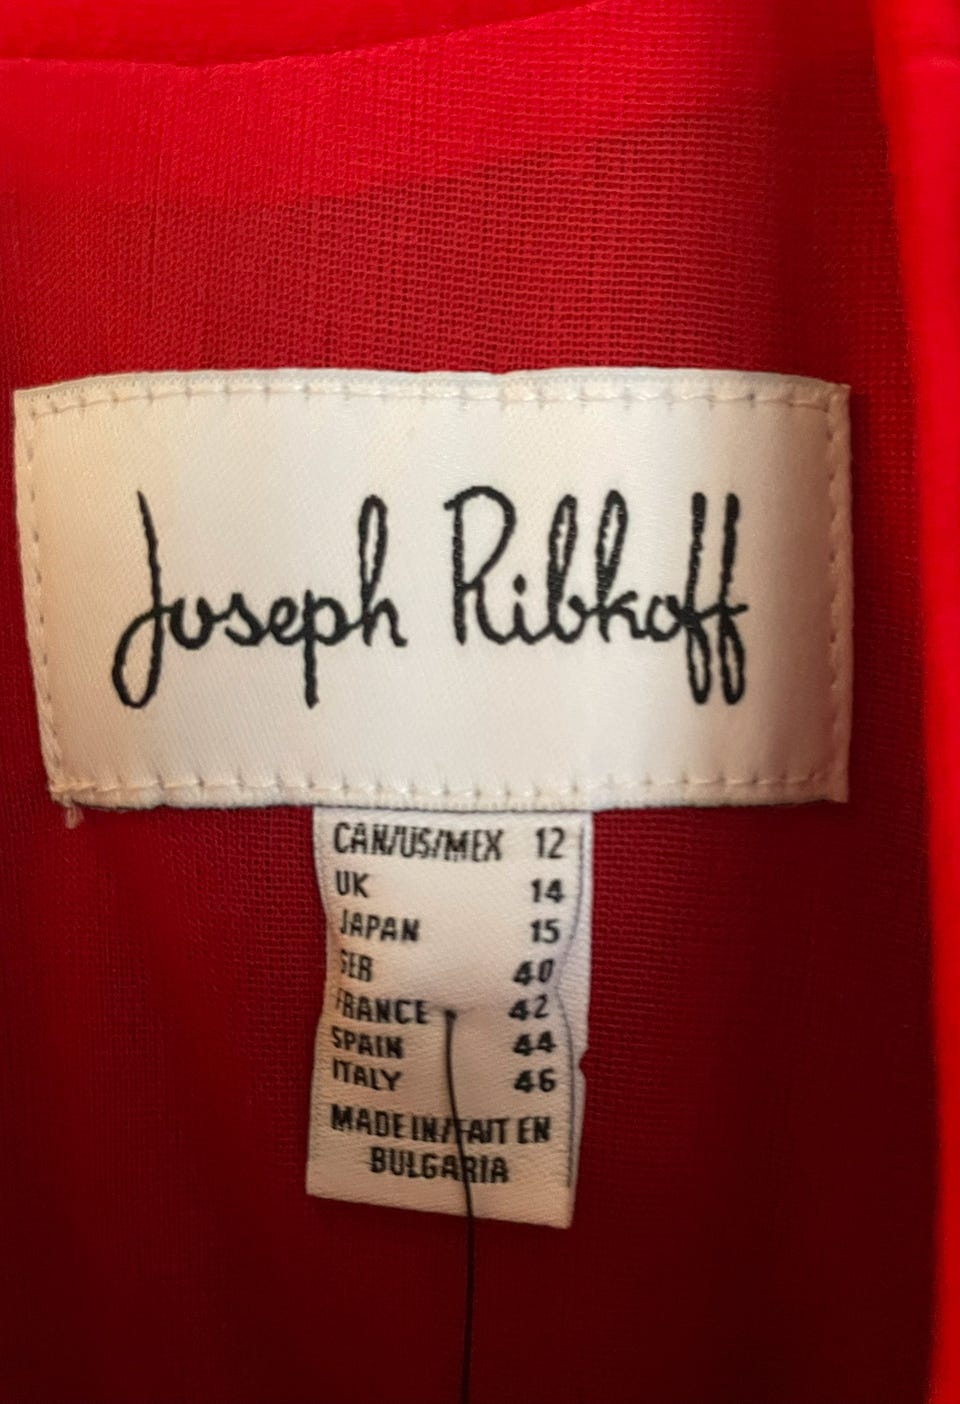 Joseph Ribkoff
CAN/US/MEX 12
UK 14
JAPAN 15
GER 40
FRANCE 42
SPAIN 44
ITALY 46
MADE IN/FAIT EN
BULGARIA